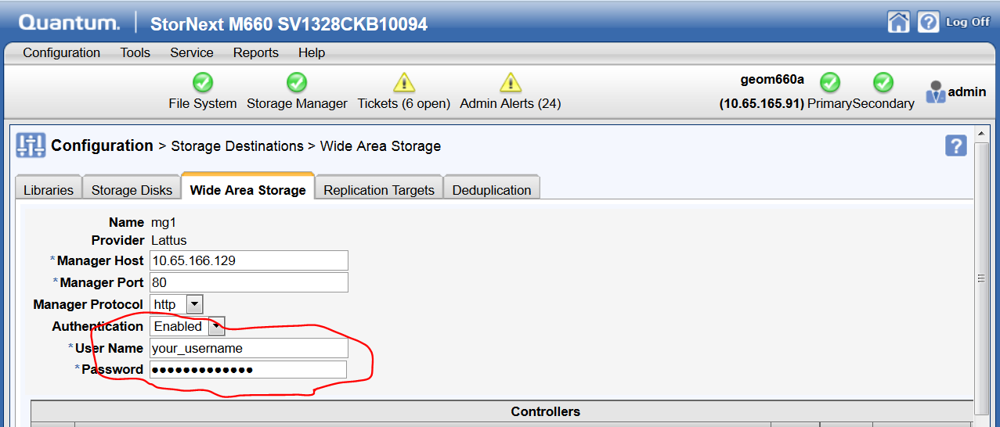 Quantum. StorNext M660 SV1328CKB10094 Log Off
Configuration Tools Service Reports Help
File System Storage Manager Tickets (6 open) Admin Alerts (24)
geom660a
(10.65.165.91) Primary Secondary
admin
Configuration > Storage Destinations > Wide Area Storage
Libraries Storage Disks Wide Area Storage Replication Targets Deduplication
Name mg1
Provider Lattus
*Manager Host 10.65.166.129
*Manager Port 80
Manager Protocol http
Authentication Enabled
*User Name your_username
*Password •••••••••••••
Controllers